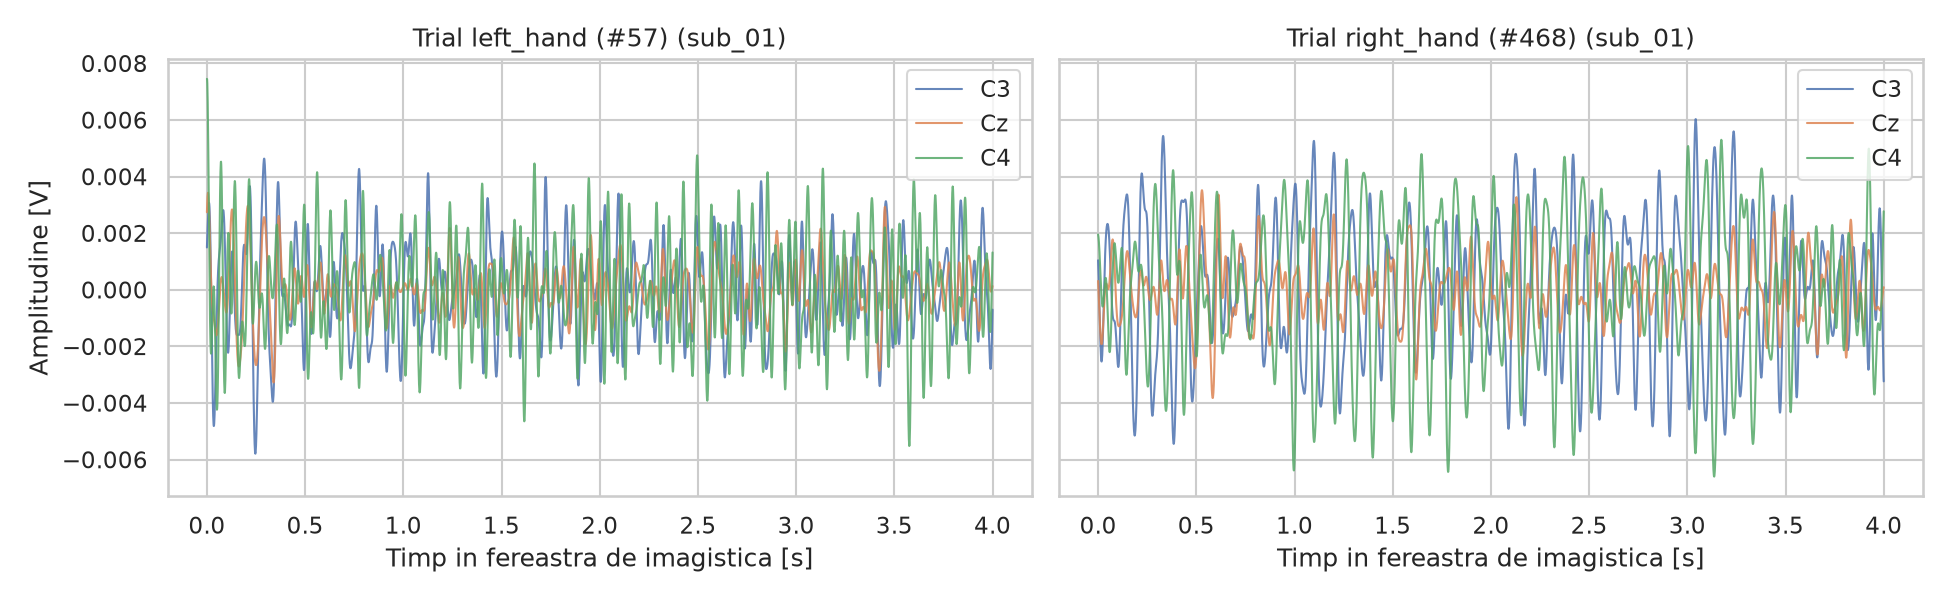 Trial left_hand (#57) (sub_01)
Amplitudine [V]
0.008
0.006
0.004
0.002
0.000
−0.002
−0.004
−0.006
C3
Cz
C4
0.0 0.5 1.0 1.5 2.0 2.5 3.0 3.5 4.0
Timp in fereastra de imagistica [s]
Trial right_hand (#468) (sub_01)
C3
Cz
C4
0.0 0.5 1.0 1.5 2.0 2.5 3.0 3.5 4.0
Timp in fereastra de imagistica [s]